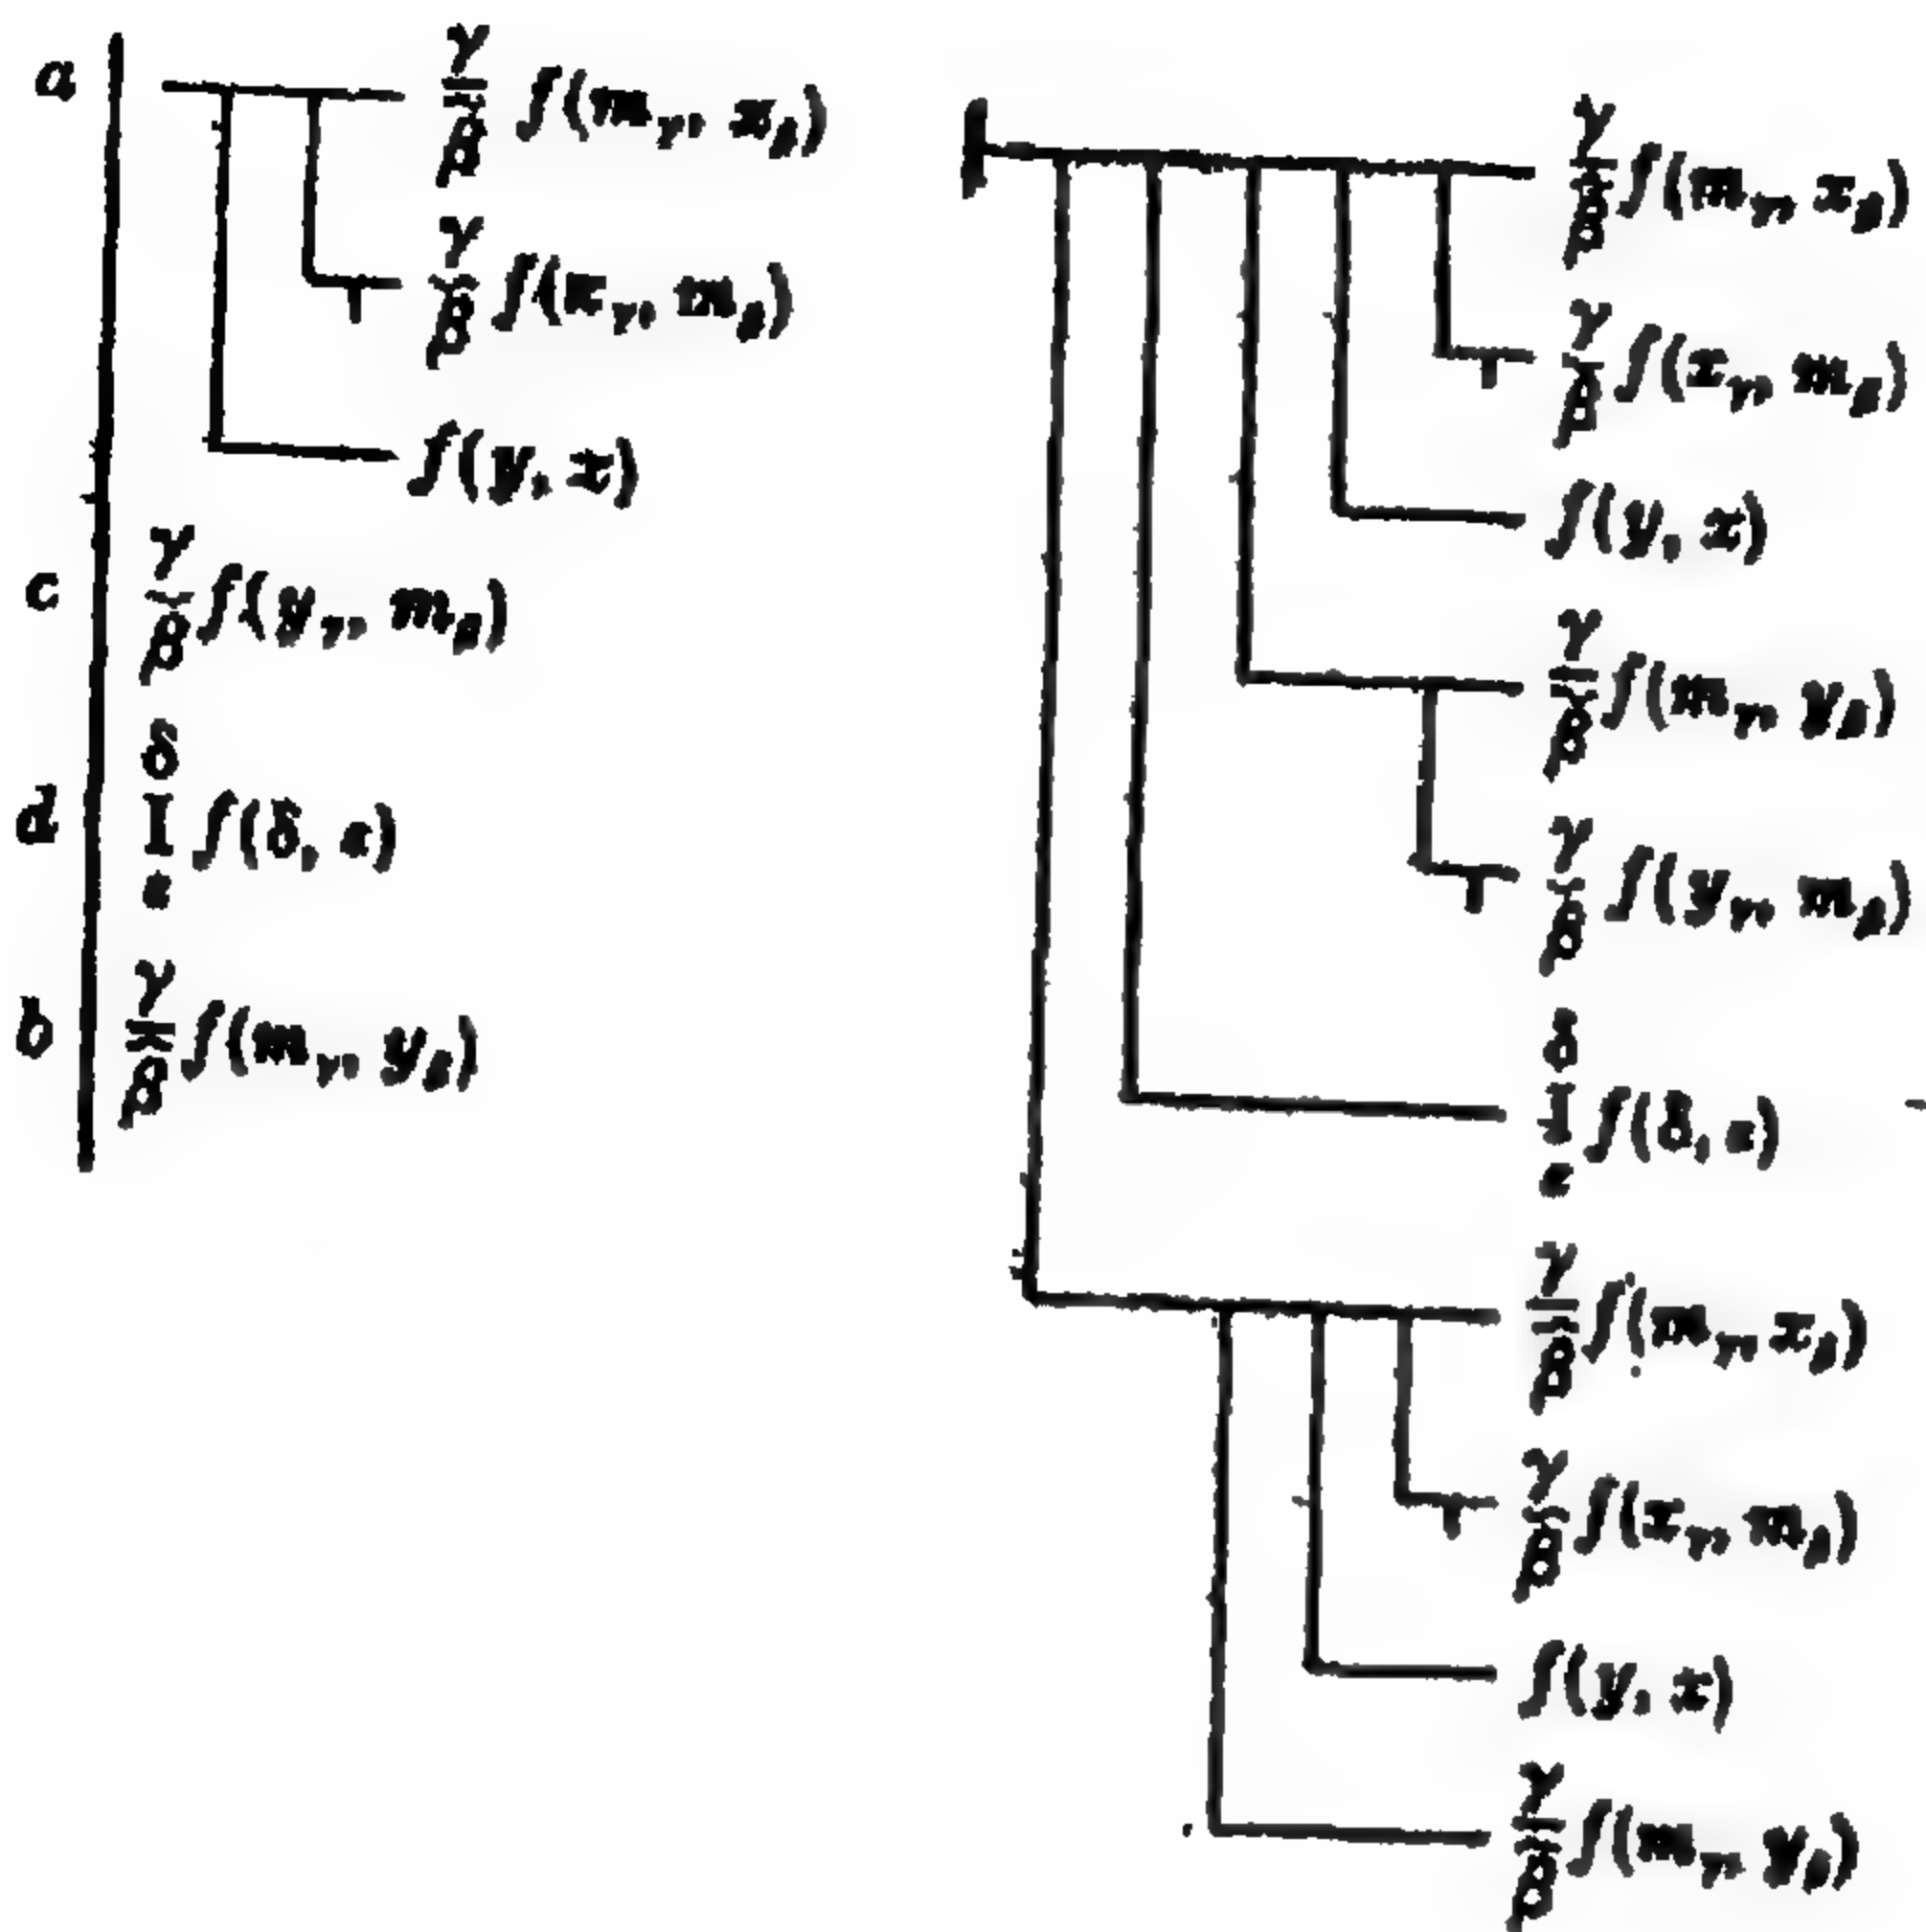 a
γ
β
f(m_γ, x_β)
γ
β
f(x_γ, m_β)
f(y, x)
c
γ
β
f(y_γ, m_β)
δ
d
I f(δ, α)
α
b
γ
β
f(m_γ, y_β)
γ
β
f(m_γ, x_β)
γ
β
f(x_γ, m_β)
f(y, x)
γ
β
f(m_γ, y_β)
γ
β
f(y_γ, m_β)
δ
I f(δ, α)
α
γ
β
f(m_γ, x_β)
γ
β
f(x_γ, m_β)
f(y, x)
γ
β
f(m_γ, y_β)